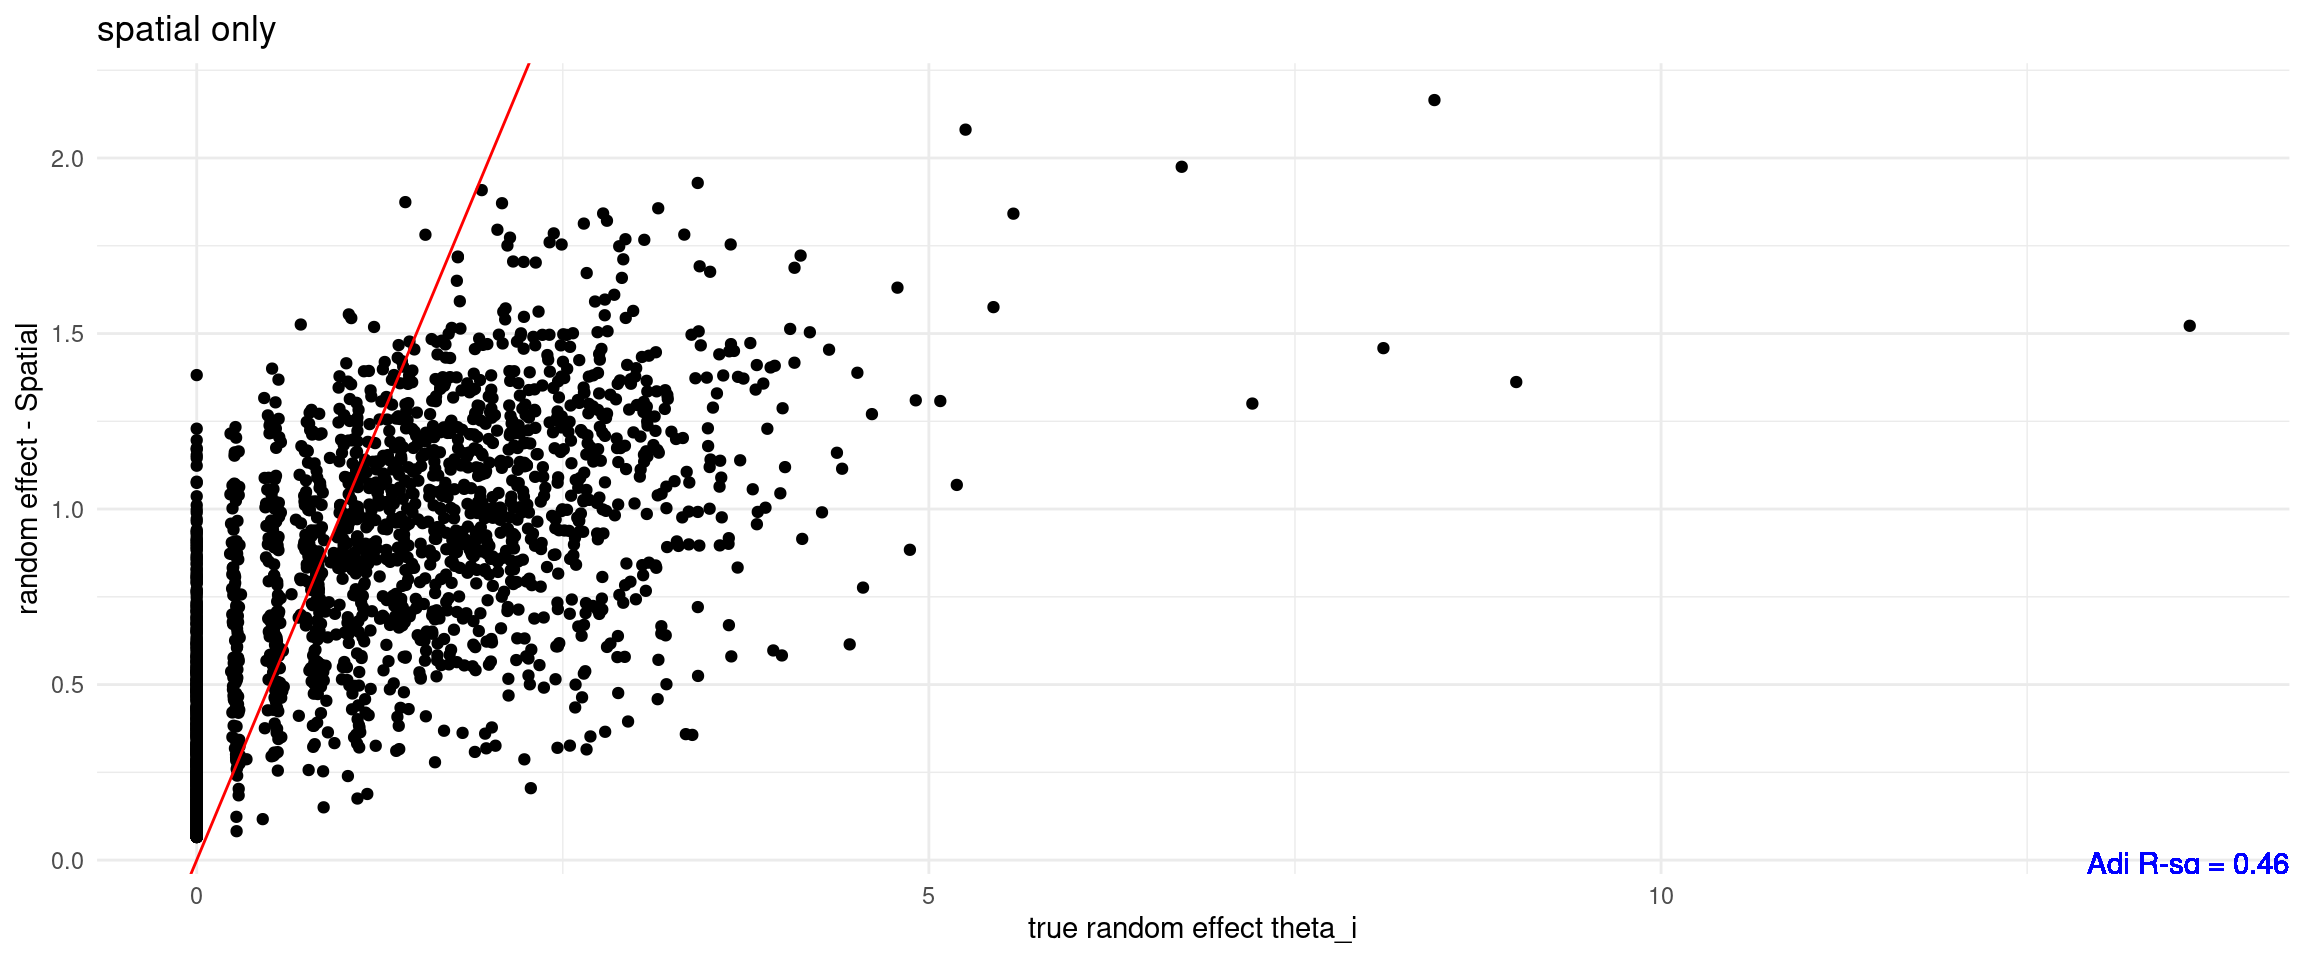 spatial only
random effect - Spatial
2.0
1.5
1.0
0.5
0.0
0
5
10
true random effect theta_i
Adj R-sq = 0.46